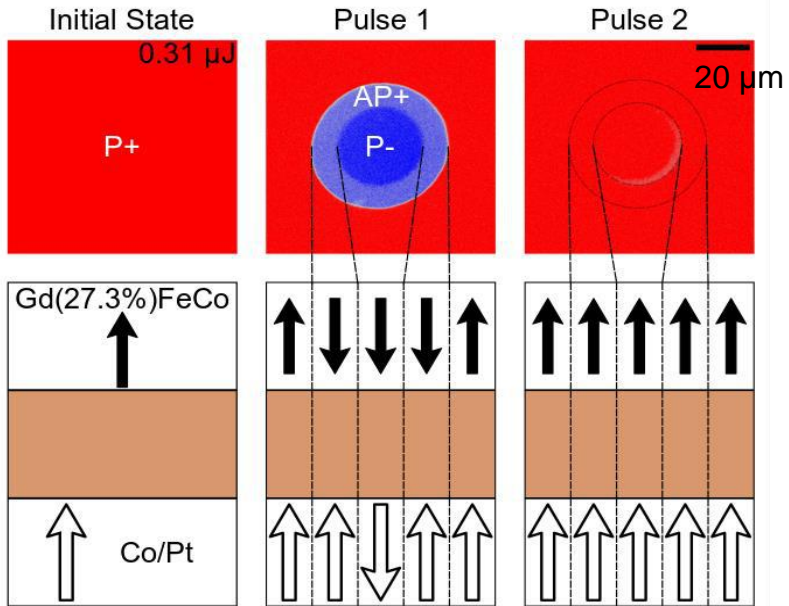 Initial State
Pulse 1
Pulse 2
0.31 µJ
P+
AP+
P-
20 µm
Gd(27.3%)FeCo
Co/Pt